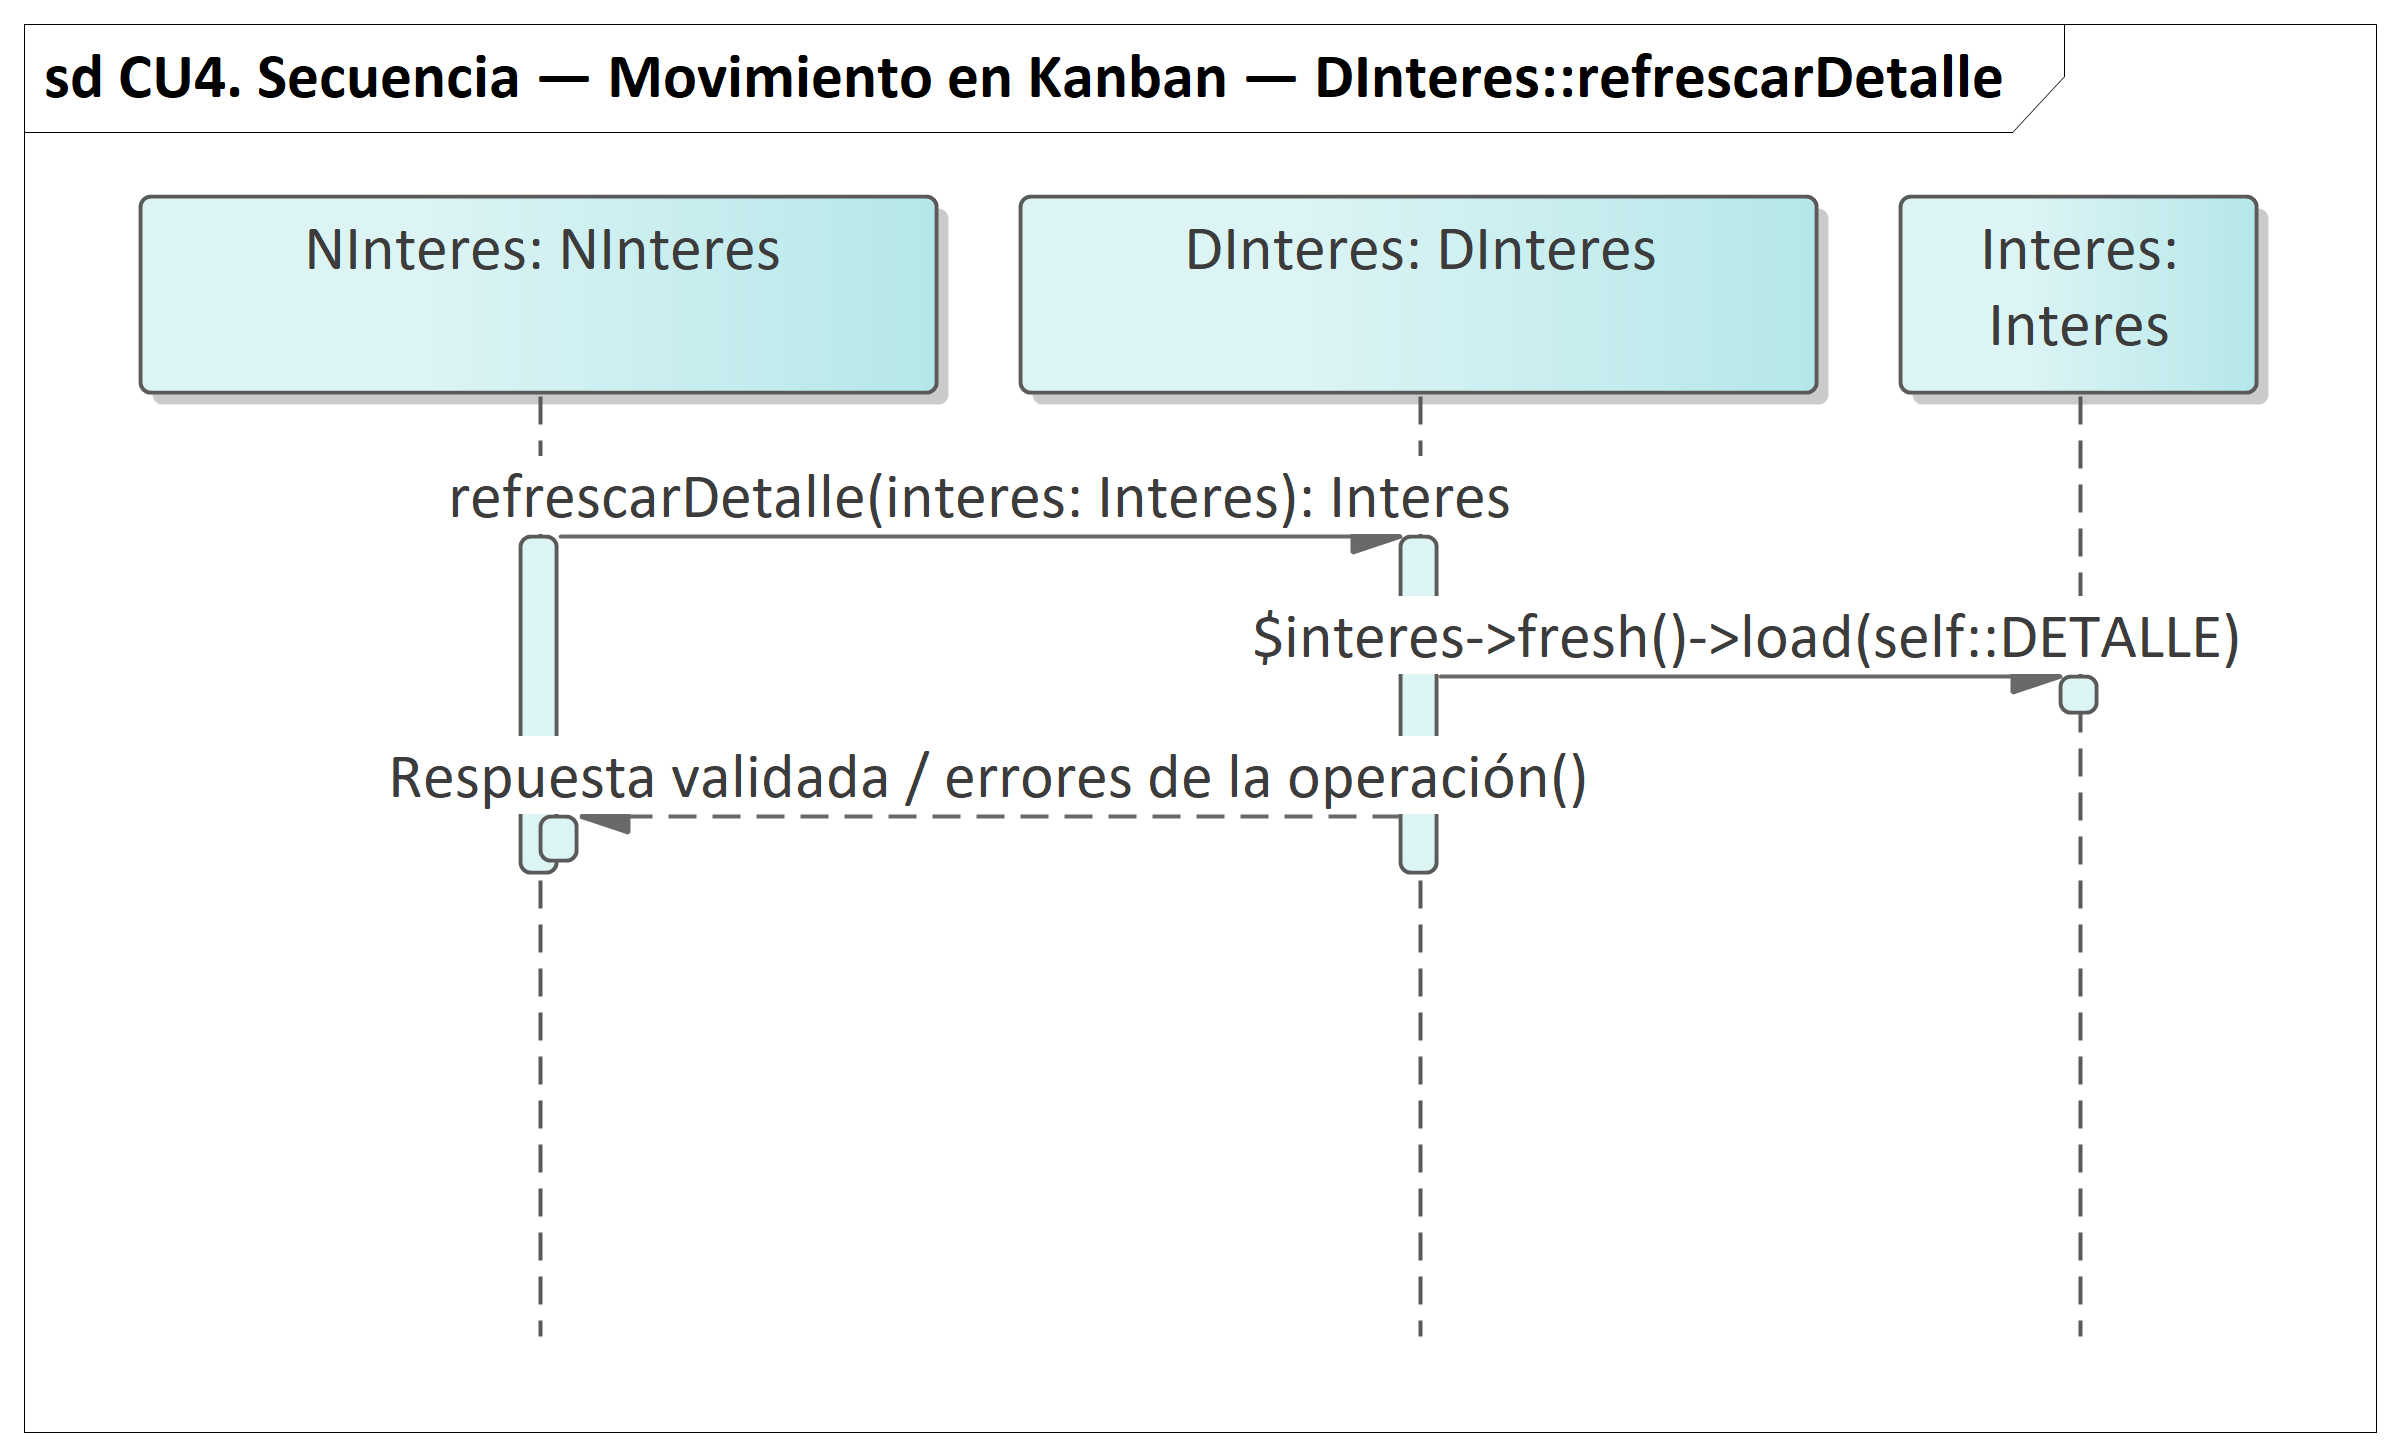 sd CU4. Secuencia — Movimiento en Kanban — DInteres::refrescarDetalle
NInteres: NInteres
DInteres: DInteres
Interes:
Interes
refrescarDetalle(interes: Interes): Interes
$interes->fresh()->load(self::DETALLE)
Respuesta validada / errores de la operación()